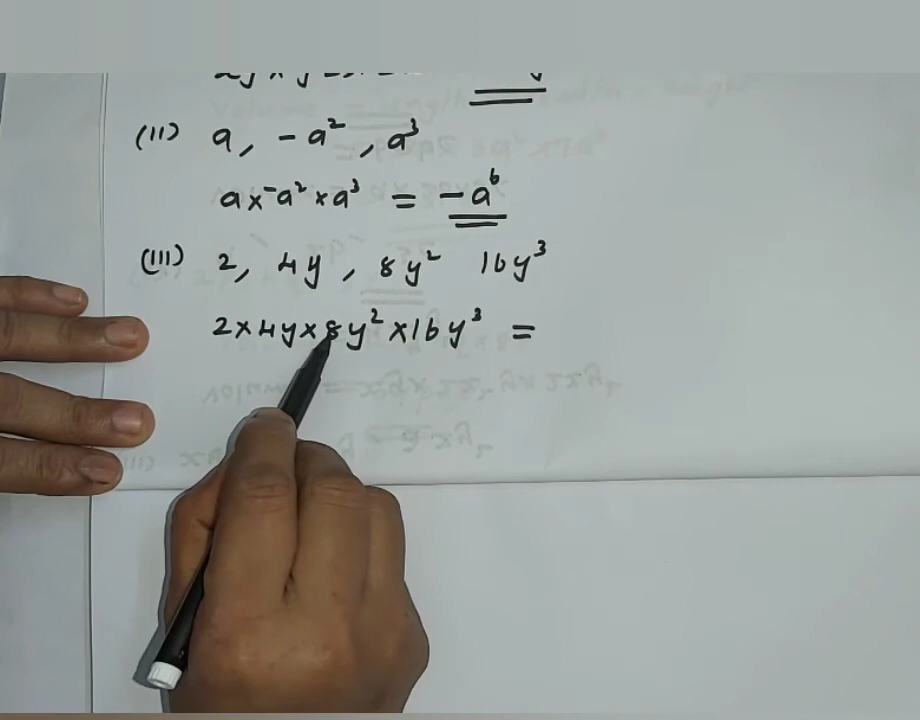 (II) a, -a², a³
a×-a²×a³ = -a⁶
(III) 2, 4y, 8y² 16y³
2×4y×8y²×16y³ =